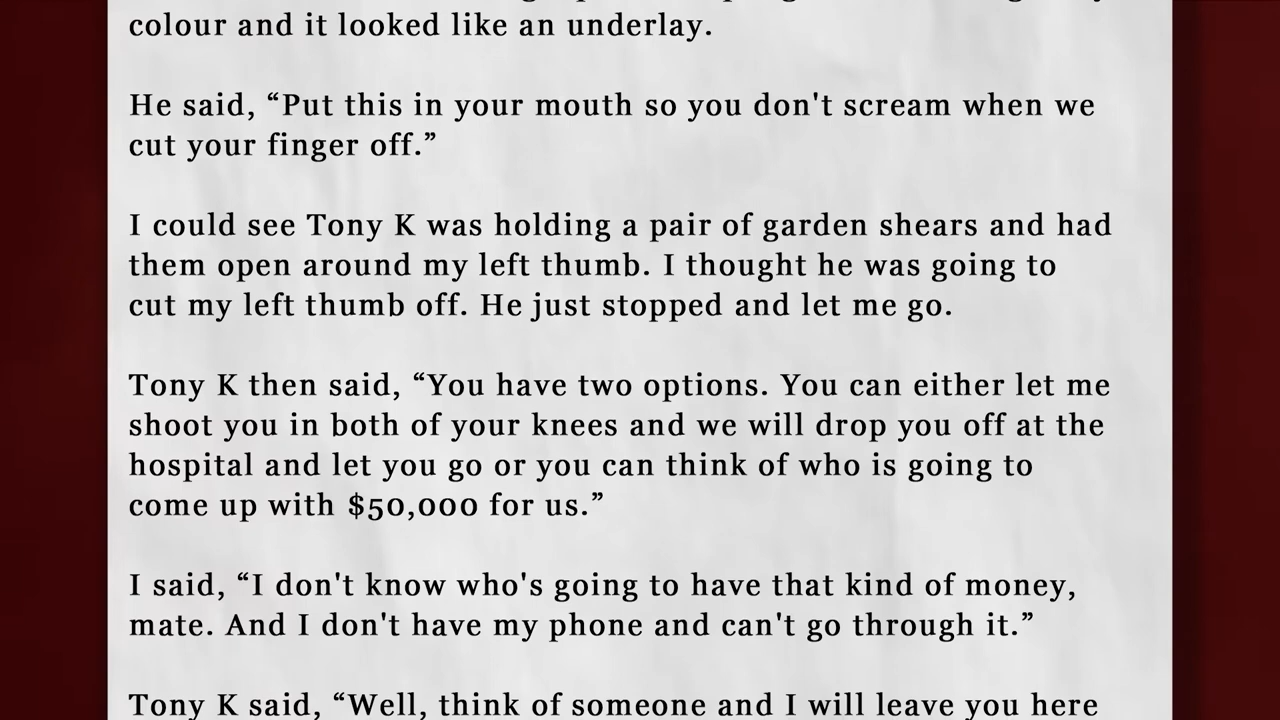 colour and it looked like an underlay.
He said, “Put this in your mouth so you don't scream when we
cut your finger off.”
I could see Tony K was holding a pair of garden shears and had
them open around my left thumb. I thought he was going to
cut my left thumb off. He just stopped and let me go.
Tony K then said, “You have two options. You can either let me
shoot you in both of your knees and we will drop you off at the
hospital and let you go or you can think of who is going to
come up with $50,000 for us.”
I said, “I don't know who's going to have that kind of money,
mate. And I don't have my phone and can't go through it.”
Tony K said, “Well, think of someone and I will leave you here